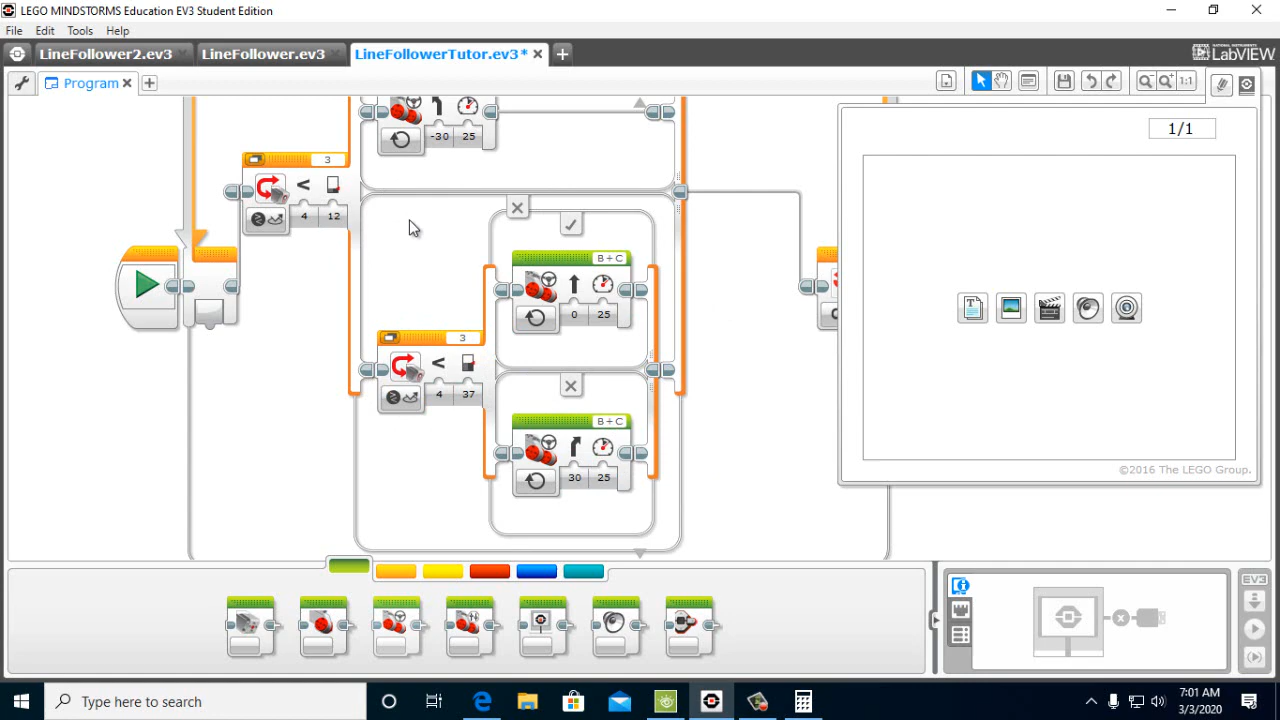 LEGO MINDSTORMS Education EV3 Student Edition
File Edit Tools Help
LineFollower2.ev3 LineFollower.ev3 LineFollowerTutor.ev3* LabVIEW
Program
1:1
1/1
-30 25
3
<
4 12
B + C
0 25
3
<
4 37
B + C
30 25
©2016 The LEGO Group.
EV3
Type here to search
7:01 AM
3/3/2020